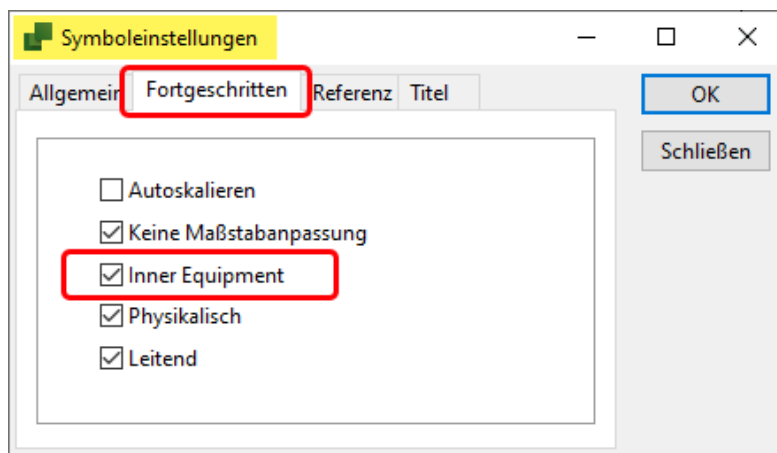 Symboleinstellungen
Allgemein Fortgeschritten Referenz Titel
OK
Schließen
Autoskalieren
Keine Maßstabanpassung
Inner Equipment
Physikalisch
Leitend